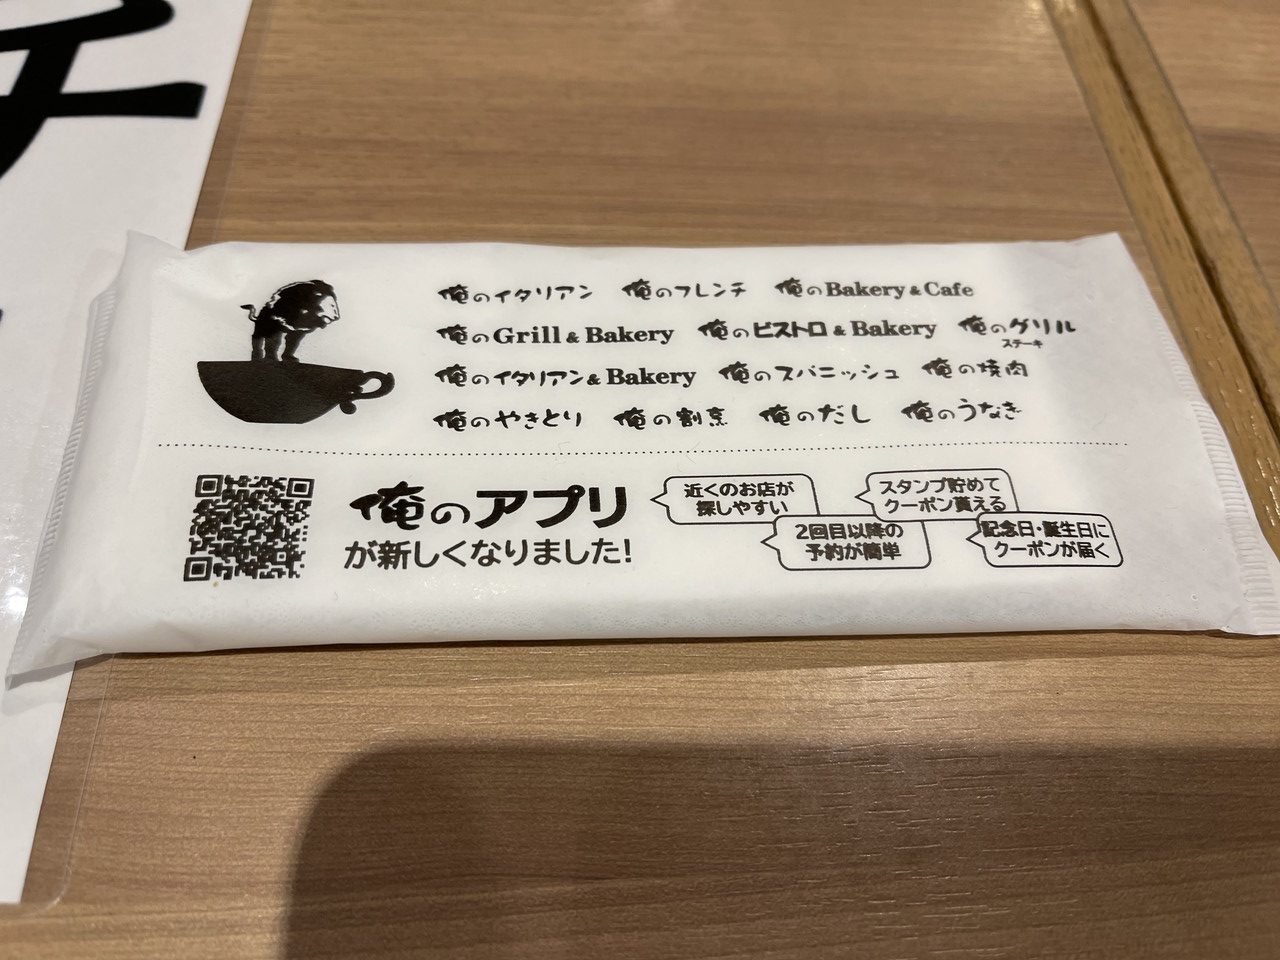 俺のイタリアン 俺のフレンチ 俺のBakery & Cafe
俺のGrill & Bakery 俺のビストロ & Bakery 俺のグリル
ステーキ
俺のイタリアン& Bakery 俺のスパニッシュ 俺の焼肉
俺のやきとり 俺の割烹 俺のだし 俺のうなぎ
俺のアプリ
が新しくなりました!
近くのお店が
探しやすい
2回目以降の
予約が簡単
スタンプ貯めて
クーポン貰える
記念日・誕生日に
クーポンが届く